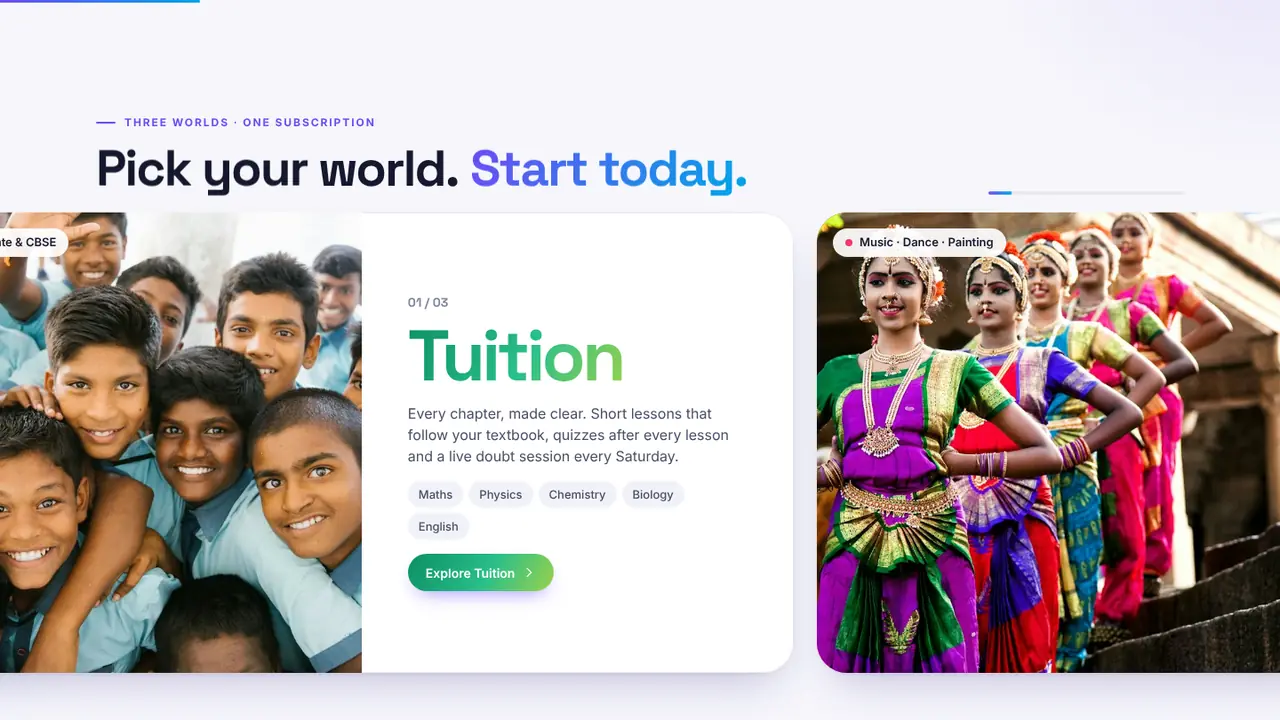 THREE WORLDS · ONE SUBSCRIPTION
Pick your world. Start today.
& CBSE
01 / 03
Tuition
Every chapter, made clear. Short lessons that
follow your textbook, quizzes after every lesson
and a live doubt session every Saturday.
Maths Physics Chemistry Biology
English
Explore Tuition
Music · Dance · Painting